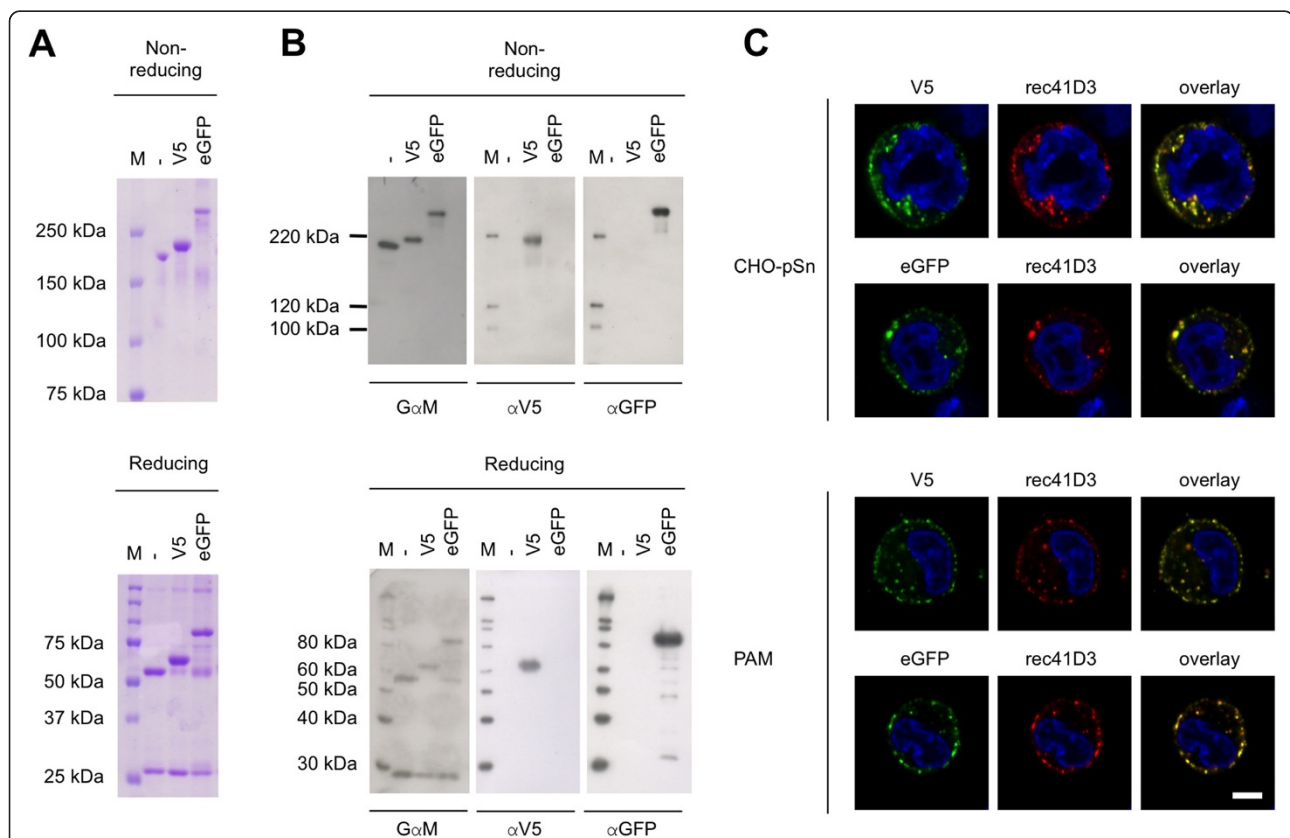 A
Non-
reducing
M - V5 eGFP
250 kDa
150 kDa
100 kDa
75 kDa
Reducing
M - V5 eGFP
75 kDa
50 kDa
37 kDa
25 kDa
B
Non-
reducing
- V5 eGFP M - V5 eGFP M - V5 eGFP
220 kDa
120 kDa
100 kDa
GαM αV5 αGFP
Reducing
M - V5 eGFP M - V5 eGFP M - V5 eGFP
80 kDa
60 kDa
50 kDa
40 kDa
30 kDa
GαM αV5 αGFP
C
V5 rec41D3 overlay
CHO-pSn
eGFP rec41D3 overlay
V5 rec41D3 overlay
PAM
eGFP rec41D3 overlay